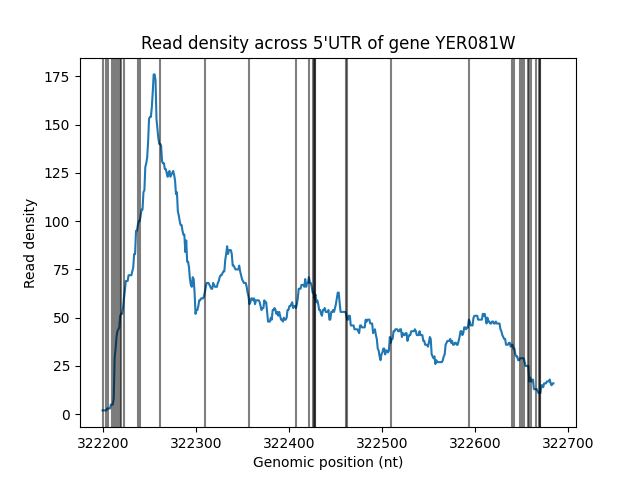 Read density across 5'UTR of gene YER081W
175
150
125
100
75
50
25
0
Read density
322200 322300 322400 322500 322600 322700
Genomic position (nt)